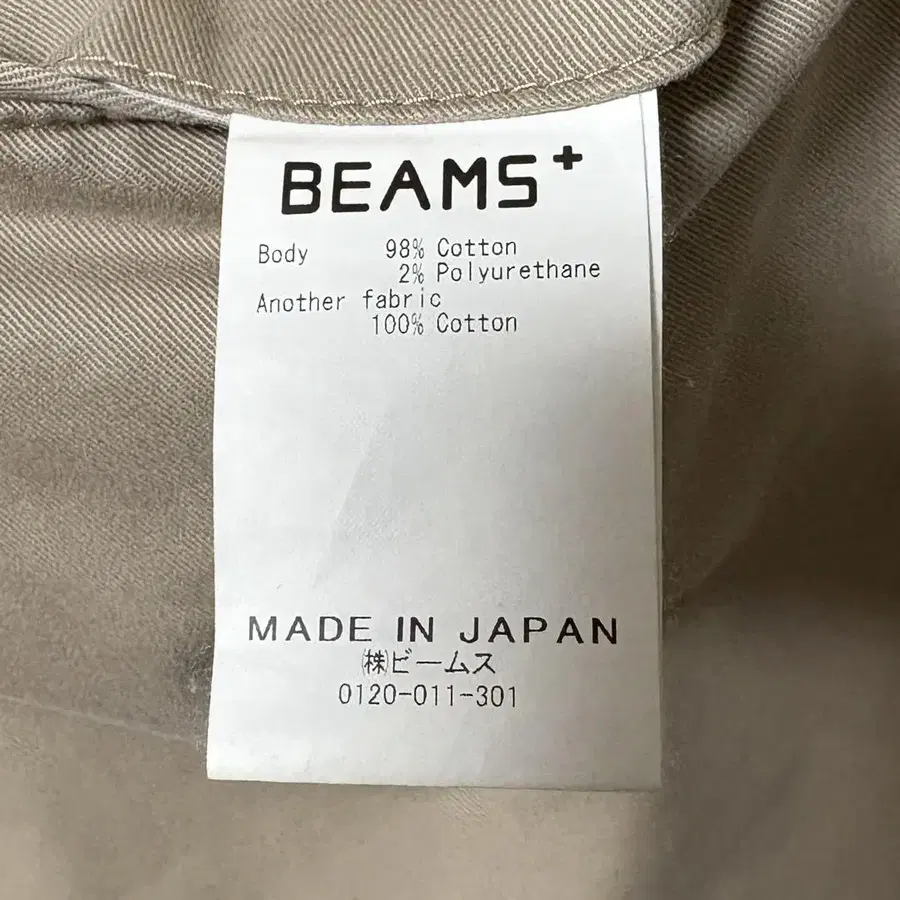 BEAMS+
Body 98% Cotton
2% Polyurethane
Another fabric
100% Cotton
MADE IN JAPAN
㈱ビームス
0120-011-301